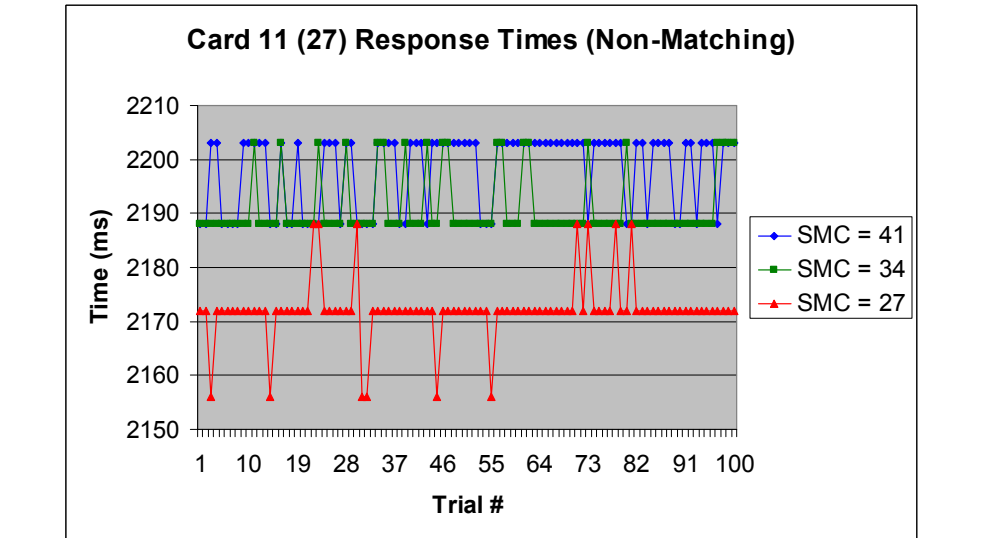 Card 11 (27) Response Times (Non-Matching)
2210
2200
2190
2180
2170
2160
2150
Time (ms)
1 10 19 28 37 46 55 64 73 82 91 100
Trial #
SMC = 41
SMC = 34
SMC = 27